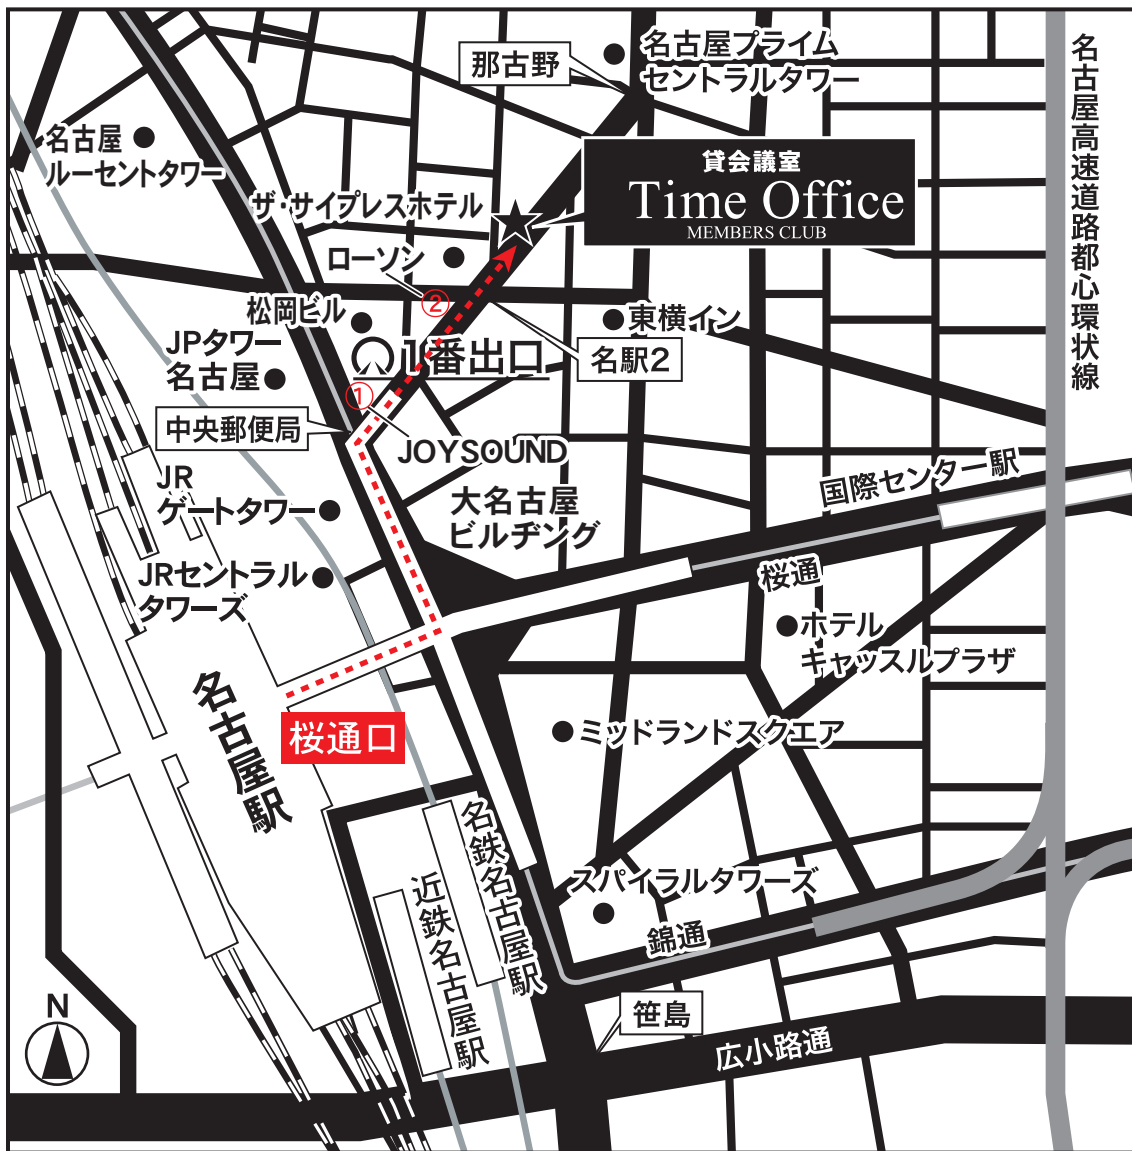 名古屋プライム
セントラルタワー
那古野
名古屋高速道路都心環状線
名古屋
ルーセントタワー
貸会議室
Time Office
MEMBERS CLUB
ザ・サイプレスホテル
ローソン
②
松岡ビル
東横イン
JPタワー
名古屋
1番出口
名駅2
①
中央郵便局
JOYSOUND
国際センター駅
JR
ゲートタワー
大名古屋
ビルヂング
JRセントラル
タワーズ
桜通
ホテル
キャッスルプラザ
名古屋駅
桜通口
ミッドランドスクエア
名鉄名古屋駅
近鉄名古屋駅
スパイラルタワーズ
錦通
N
笹島
広小路通